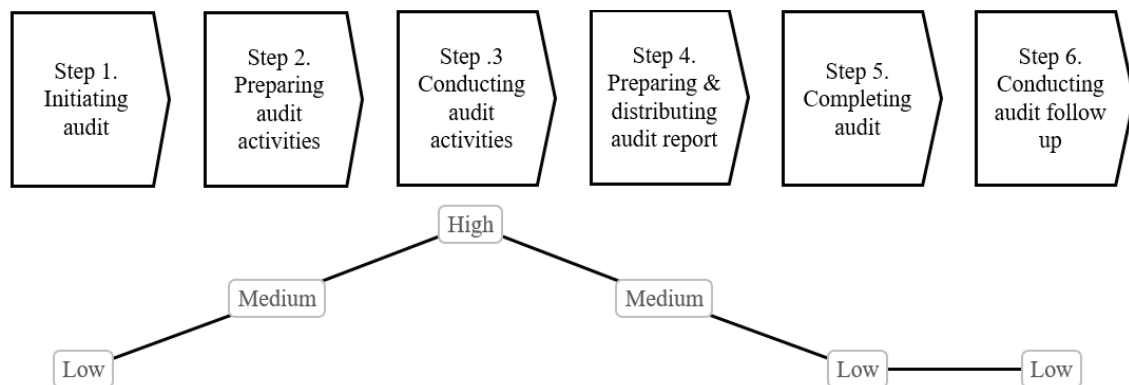 Step 1.
Initiating
audit
Step 2.
Preparing
audit
activities
Step .3
Conducting
audit
activities
Step 4.
Preparing &
distributing
audit report
Step 5.
Completing
audit
Step 6.
Conducting
audit follow
up
High
Medium
Medium
Low
Low
Low